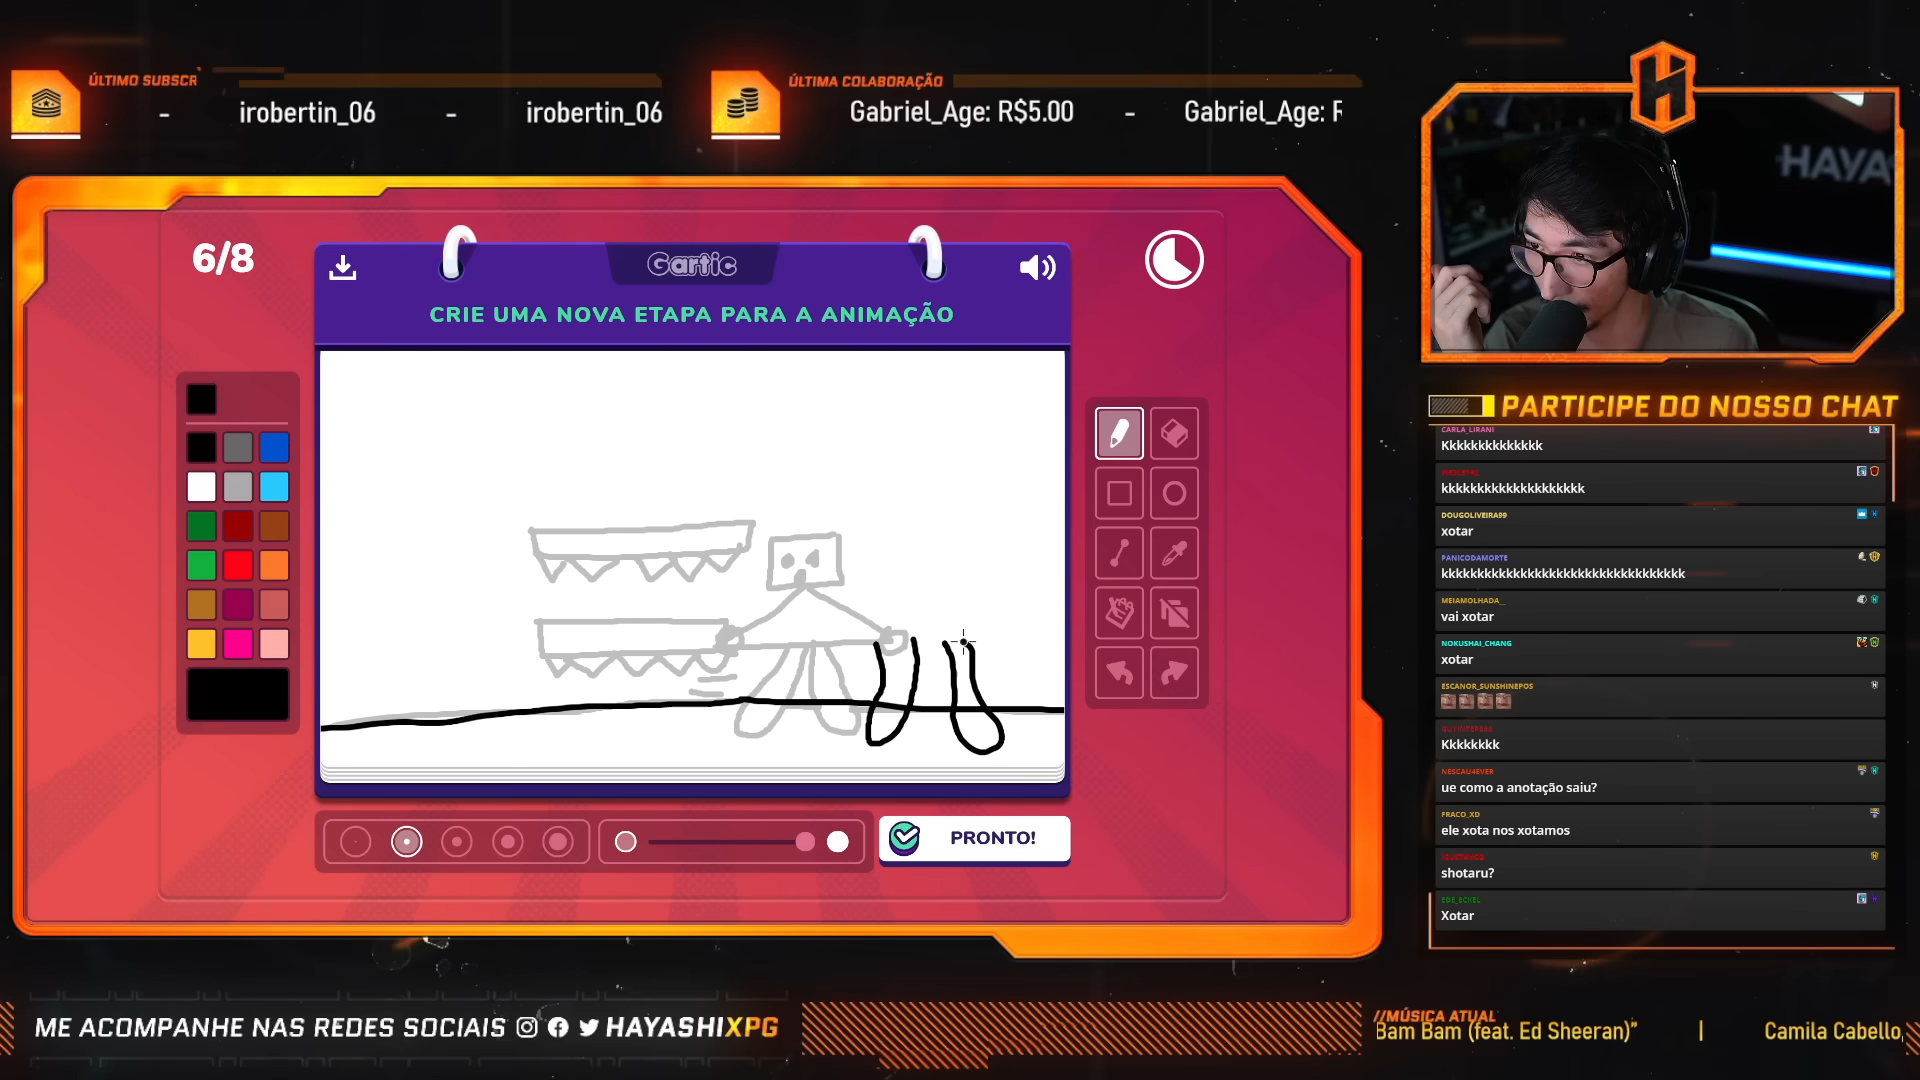 ÚLTIMO SUBSCR
- irobertin_06 - irobertin_06
ÚLTIMA COLABORAÇÃO
Gabriel_Age: R$5.00 - Gabriel_Age: R
HAYA
6/8
Gartic
CRIE UMA NOVA ETAPA PARA A ANIMAÇÃO
PRONTO!
PARTICIPE DO NOSSO CHAT
CARLA_LIRANI
Kkkkkkkkkkkkkk
kkkkkkkkkkkkkkkkkkkk
DOUGOLIVEIRA99
xotar
PANICODAMORTE
kkkkkkkkkkkkkkkkkkkkkkkkkkkkkkkkkk
MEIAMOLHADA_
vai xotar
NOKUSHAI_CHANG
xotar
ESCANOR_SUNSHINEPOS
Kkkkkkkk
NESCAU4EVER
ue como a anotação saiu?
FRACO_XD
ele xota nos xotamos
shotaru?
EDE_ECKEL
Xotar
ME ACOMPANHE NAS REDES SOCIAIS HAYASHIXPG
//MÚSICA ATUAL
Bam Bam (feat. Ed Sheeran)" | Camila Cabello,